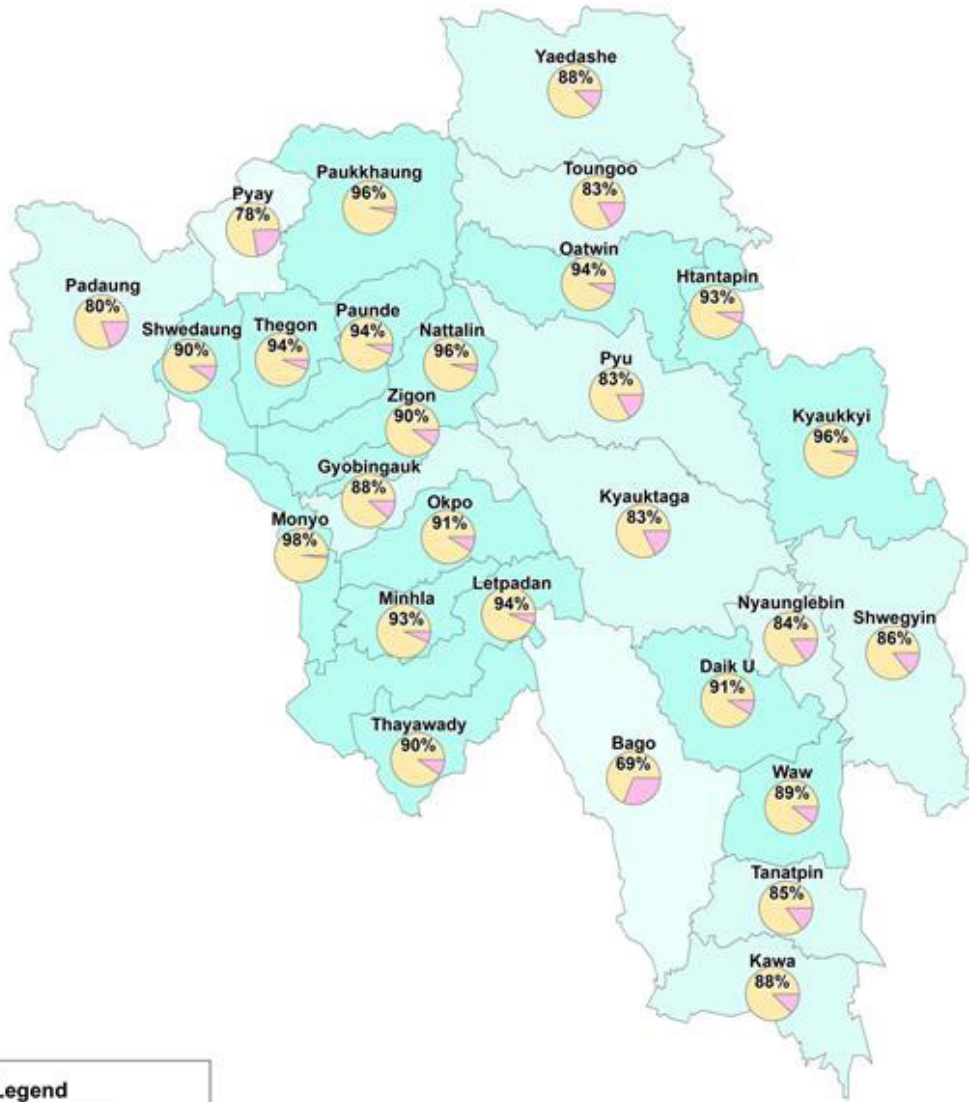 Yaedashe
88%
Toungoo
83%
Paukkhaung
96%
Pyay
78%
Oatwin
94%
Htantapin
93%
Padaung
80%
Shwedaung
90%
Thegon
94%
Paunde
94%
Nattalin
96%
Pyu
83%
Kyaukkyi
96%
Zigon
90%
Gyobingauk
88%
Okpo
91%
Kyauktaga
83%
Monyo
98%
Minhla
93%
Letpadan
94%
Nyaunglebin
84%
Shwegyin
86%
Daik U
91%
Thayawady
90%
Bago
69%
Waw
89%
Tanatpin
85%
Kawa
88%
Legend